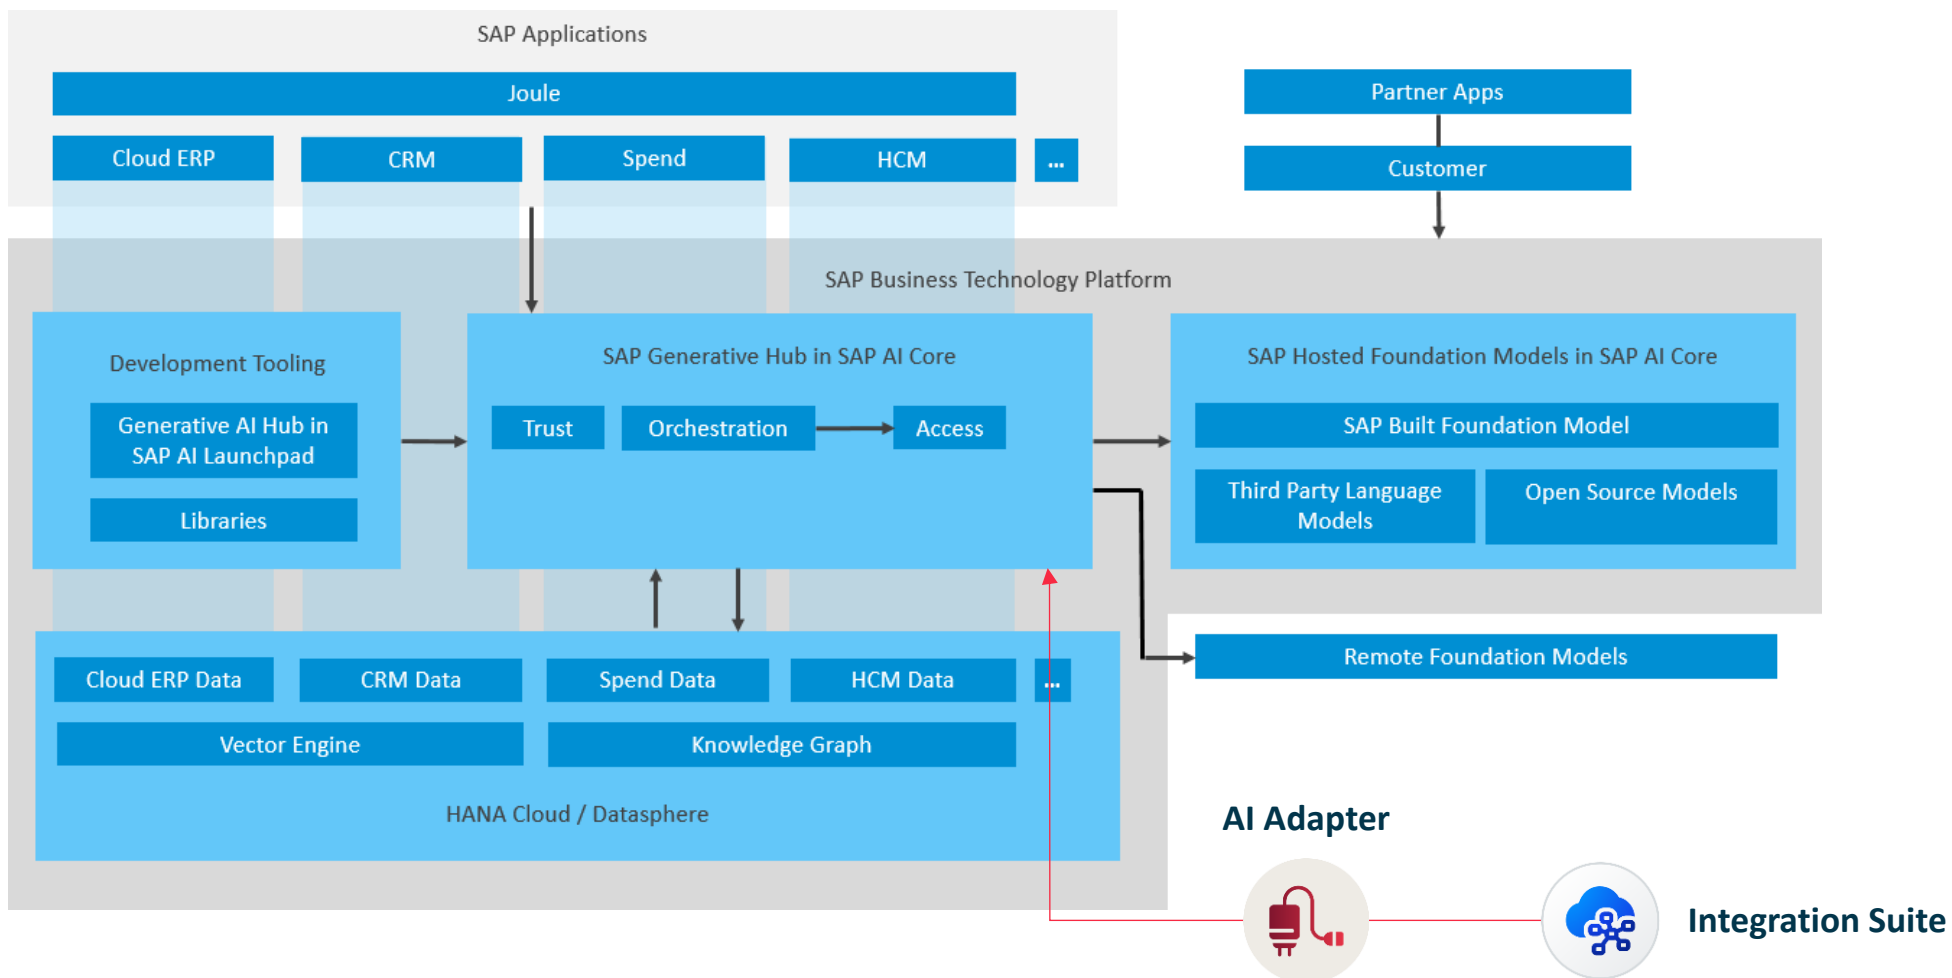 SAP Applications
Joule
Cloud ERP
CRM
Spend
HCM
...
Partner Apps
Customer
SAP Business Technology Platform
Development Tooling
Generative AI Hub in
SAP AI Launchpad
Libraries
SAP Generative Hub in SAP AI Core
Trust
Orchestration
Access
SAP Hosted Foundation Models in SAP AI Core
SAP Built Foundation Model
Third Party Language
Models
Open Source Models
Remote Foundation Models
Cloud ERP Data
CRM Data
Spend Data
HCM Data
...
Vector Engine
Knowledge Graph
HANA Cloud / Datasphere
AI Adapter
Integration Suite